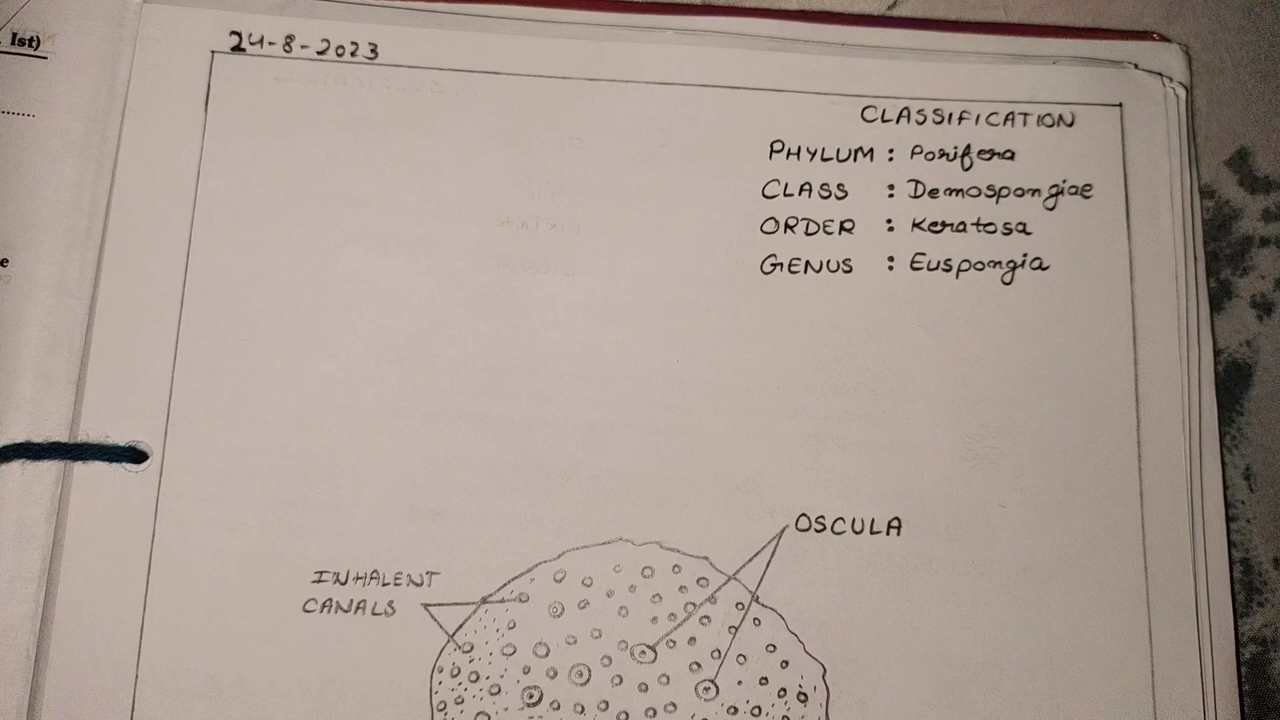 Ist)
e
24-8-2023
CLASSIFICATION
PHYLUM : Porifera
CLASS : Demospongiae
ORDER : Keratosa
GENUS : Euspongia
OSCULA
INHALENT
CANALS